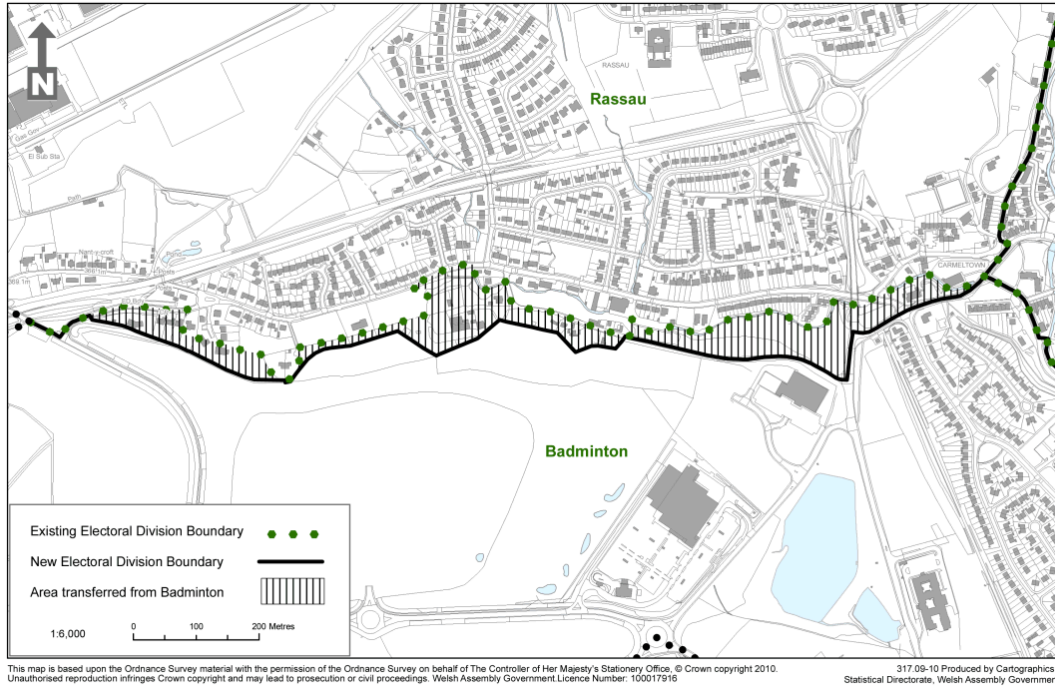 N
RASSAU
Rassau
Gas Gov
El Sub Sta
Path
369.1m
CARMELTOWN
Badminton
Existing Electoral Division Boundary
New Electoral Division Boundary
Area transferred from Badminton
1:6,000
0 100 200 Metres
This map is based upon the Ordnance Survey material with the permission of the Ordnance Survey on behalf of The Controller of Her Majesty's Stationery Office, © Crown copyright 2010.
Unauthorised reproduction infringes Crown copyright and may lead to prosecution or civil proceedings. Welsh Assembly Government.Licence Number: 100017916
317.09-10 Produced by Cartographics
Statistical Directorate, Welsh Assembly Governmen